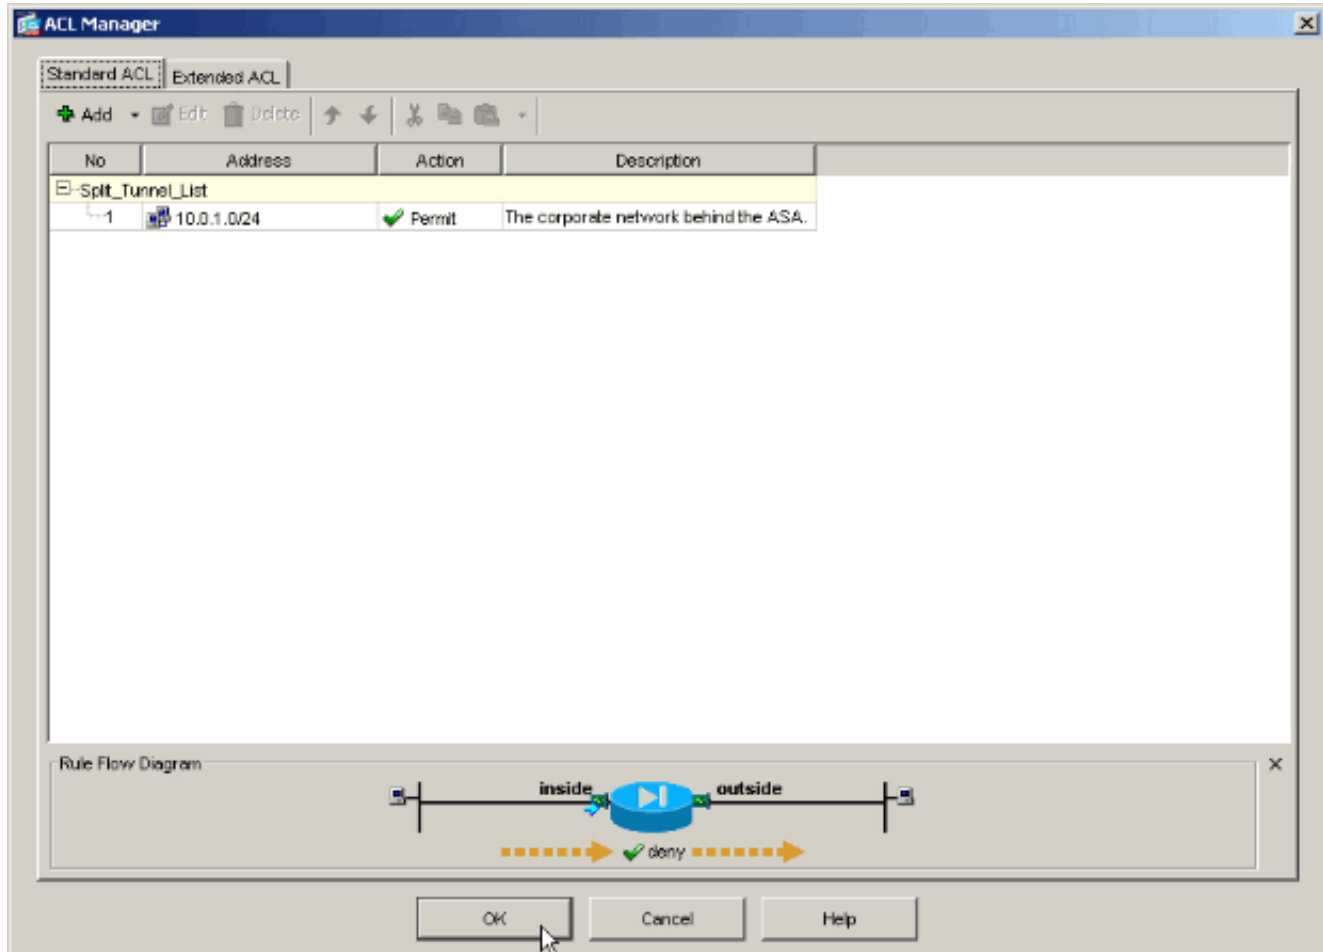 ACL Manager
Standard ACL Extended ACL
Add Edit Delete
No Address Action Description
Split_Tunnel_List
1 10.0.1.0/24 Permit The corporate network behind the ASA.
Rule Flow Diagram
inside outside
deny
OK Cancel Help